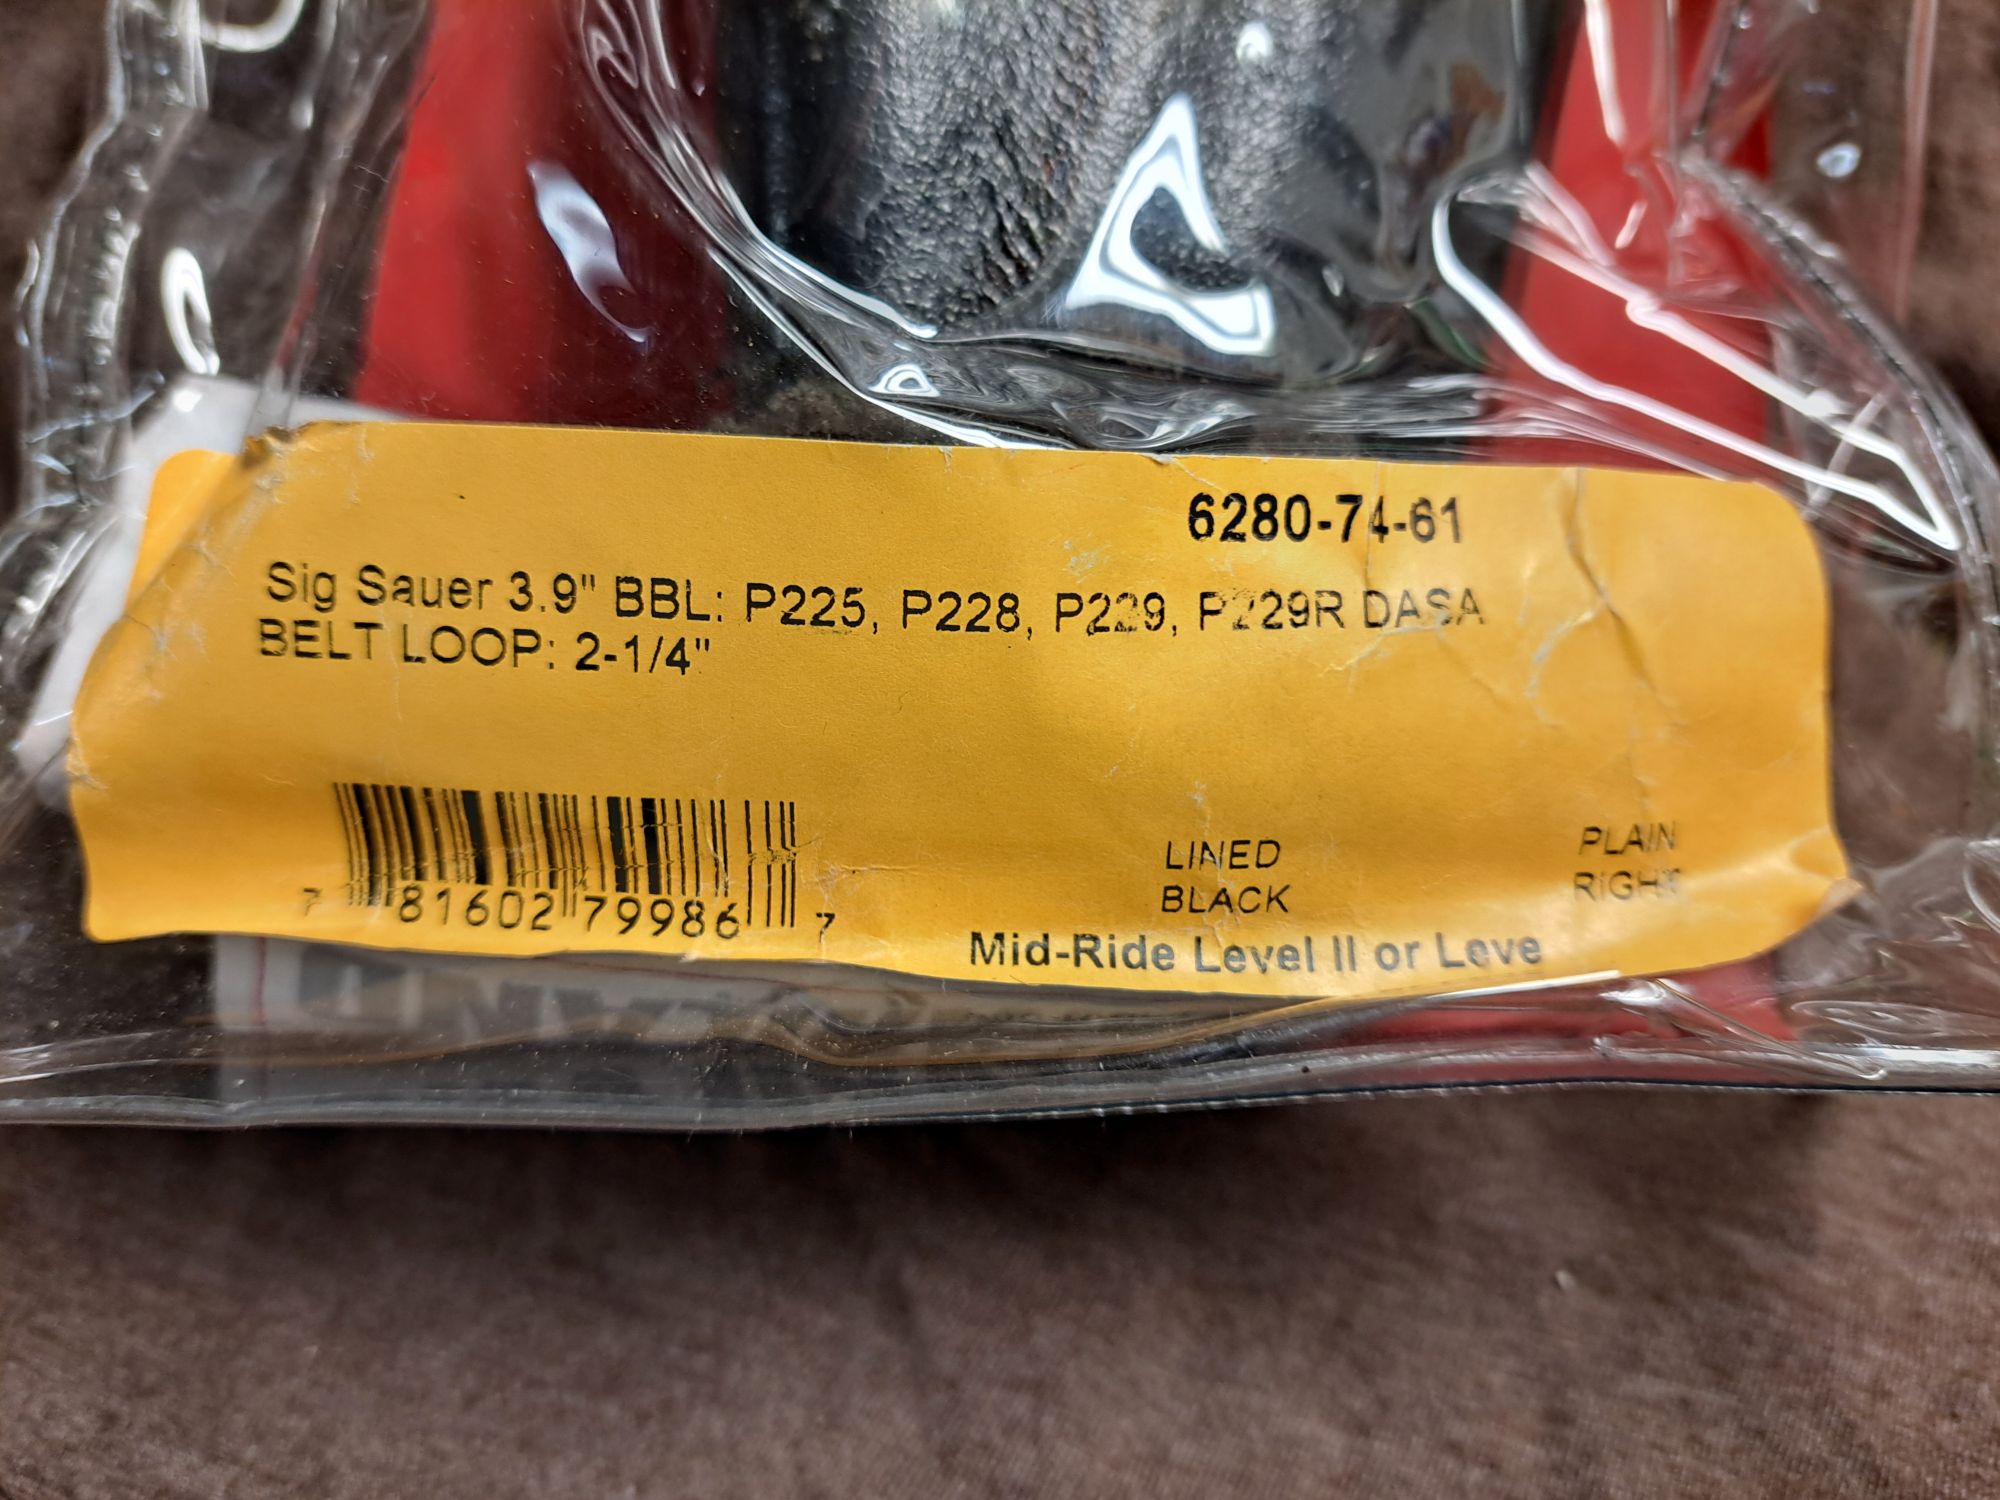 6280-74-61
Sig Sauer 3.9" BBL: P225, P228, P229, P229R DASA
BELT LOOP: 2-1/4"
LINED PLAIN
BLACK RIGHT
7 81602 79986 7
Mid-Ride Level II or Leve